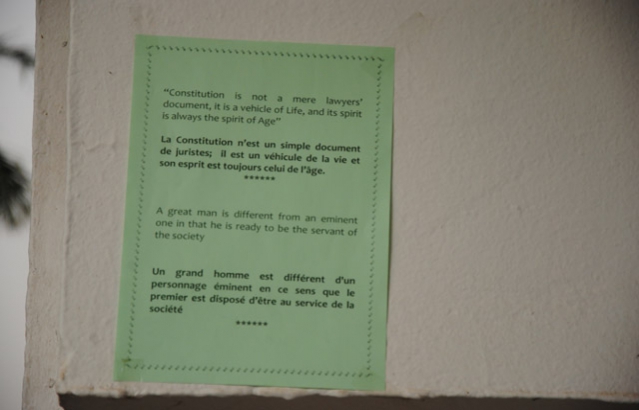 "Constitution is not a mere lawyers'
document, it is a vehicle of Life, and its spirit
is always the spirit of Age"
La Constitution n'est un simple document
de juristes; il est un véhicule de la vie et
son esprit est toujours celui de l'âge.
******
A great man is different from an eminent
one in that he is ready to be the servant of
the society
Un grand homme est différent d'un
personnage éminent en ce sens que le
premier est disposé d'être au service de la
société
******